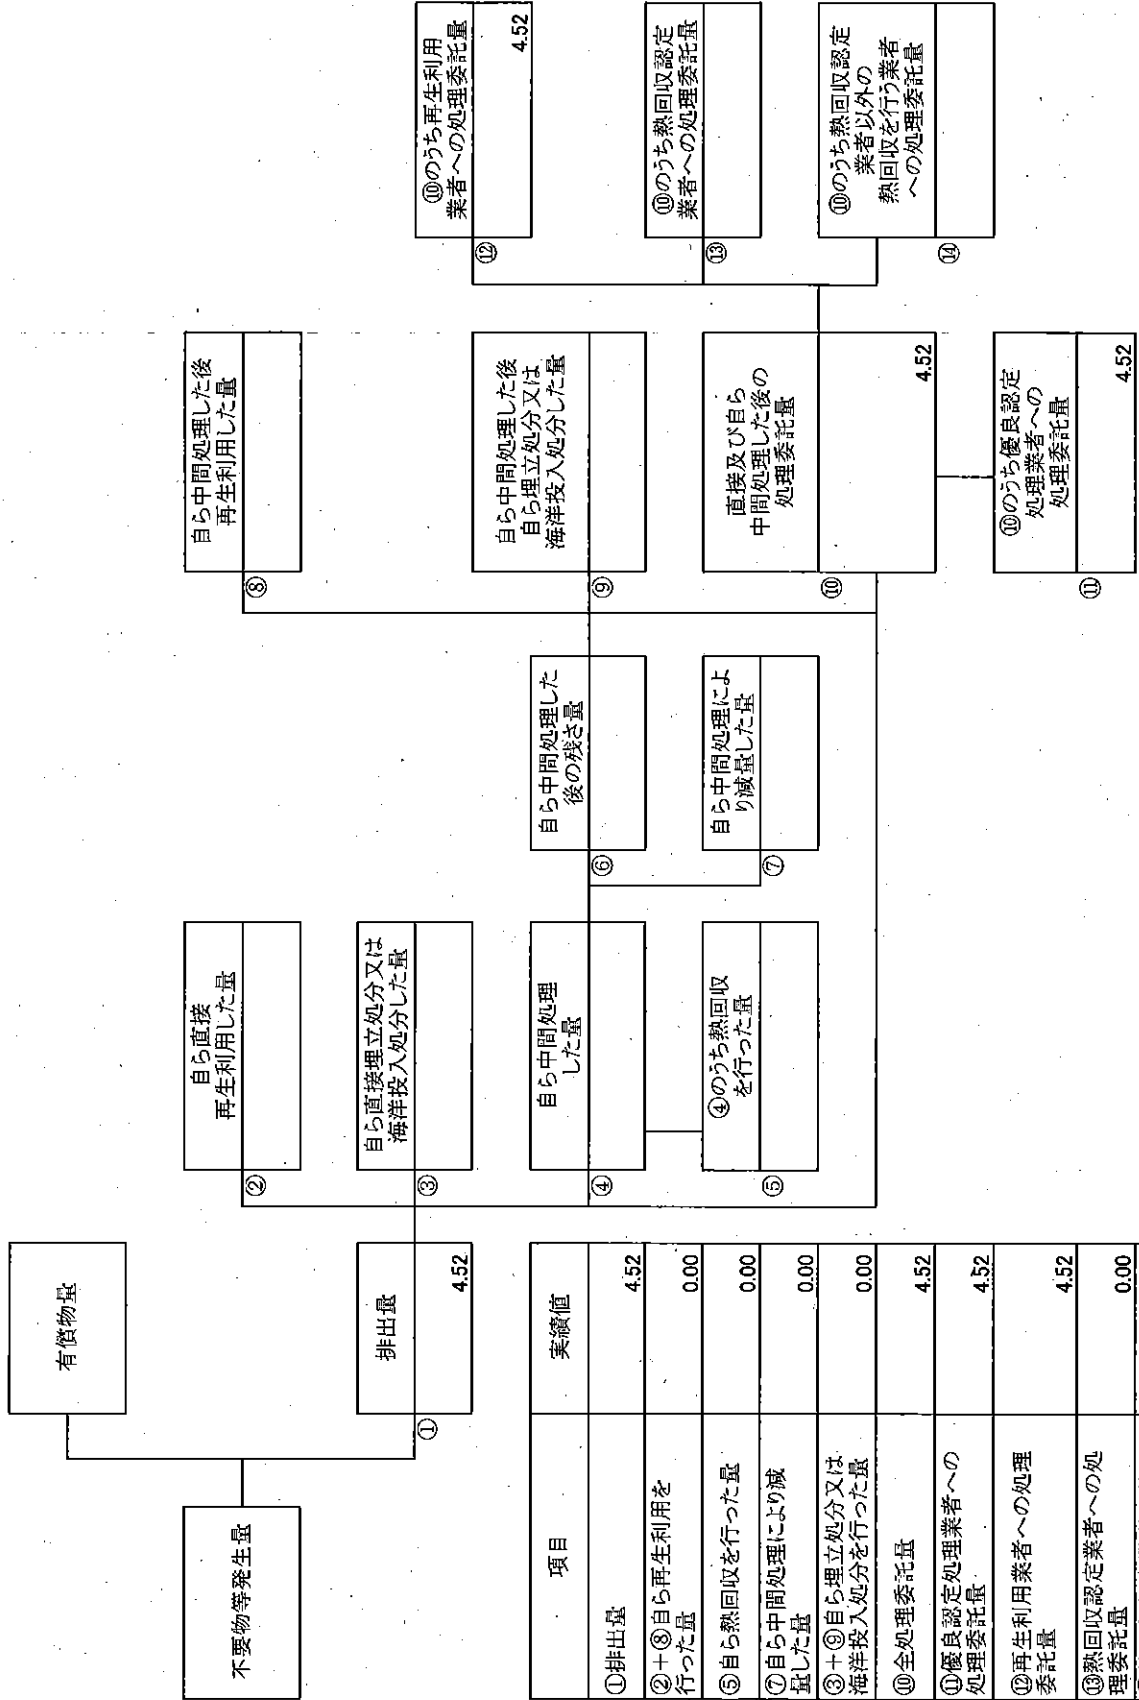 不要物等発生量
有償物量
①
排出量
4.52
②
自ら直接
再生利用した量
③
自ら直接埋立処分又は
海洋投入処分した量
④
自ら中間処理
した量
⑤
④のうち熱回収
を行った量
⑥
自ら中間処理した
後の残さ量
⑦
自ら中間処理によ
り減量した量
⑧
自ら中間処理した後
再生利用した量
⑨
自ら中間処理した後
自ら埋立処分又は
海洋投入処分した量
⑩
直接及び自ら
中間処理した後の
処理委託量
4.52
⑪
⑩のうち優良認定
処理業者への
処理委託量
4.52
⑫
⑩のうち再生利用
業者への処理委託量
4.52
⑬
⑩のうち熱回収認定
業者への処理委託量
⑭
⑩のうち熱回収認定
業者以外の
熱回収を行う業者
への処理委託量
項目 実績値
①排出量 4.52
②+⑧自ら再生利用を
行った量 0.00
⑤自ら熱回収を行った量 0.00
⑦自ら中間処理により減
量した量 0.00
③+⑨自ら埋立処分又は
海洋投入処分を行った量 0.00
⑩全処理委託量 4.52
⑪優良認定処理業者への
処理委託量 4.52
⑫再生利用業者への処理
委託量 4.52
⑬熱回収認定業者への処
理委託量 0.00